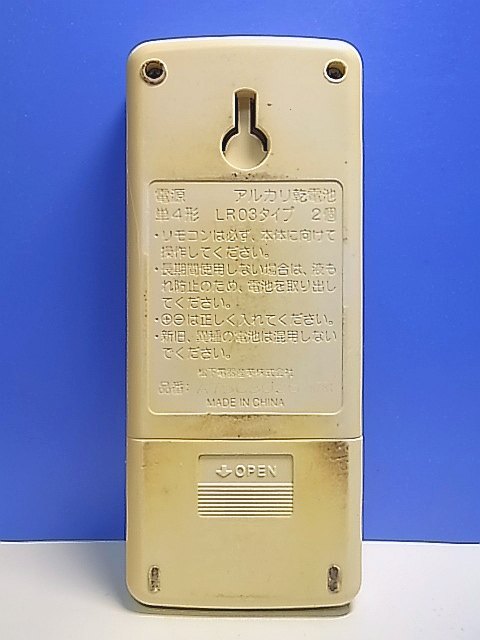 電源 アルカリ乾電池
単4形 LR03タイプ 2個
・リモコンは必ず、本体に向けて
操作してください。
・長期間使用しない場合は、液も
れ防止のため、電池を取り出し
てください。
・⊕⊖は正しく入れてください。
・新旧、異種の電池は混用しない
でください。
松下電器産業株式会社
品番:
MADE IN CHINA
OPEN